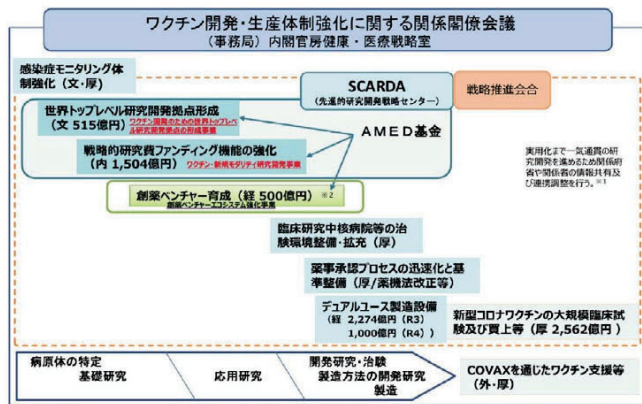 ワクチン開発・生産体制強化に関する関係閣僚会議
(事務局)内閣官房健康・医療戦略室
感染症モニタリング体
制強化(文・厚)
SCARDA
(先進的研究開発戦略センター)
戦略推進会合
世界トップレベル研究開発拠点形成
(文 515億円)
ワクチン開発のための世界トップレベ
ル研究開発拠点の形成事業
AMED基金
戦略的研究費ファンディング機能の強化
(内 1,504億円)
ワクチン・新規モダリティ研究開発事業
実用化まで一気通貫の研
究開発を進めるため関係府
省や関係者の情報共有及
び連携調整を行う。※1
創薬ベンチャー育成(経 500億円)※2
創薬ベンチャーエコシステム強化事業
臨床研究中核病院等の治
験環境整備・拡充(厚)
薬事承認プロセスの迅速化と基
準整備(厚/薬機法改正等)
デュアルユース製造設備
(経 2,274億円(R3)
1,000億円(R4))
新型コロナワクチンの大規模臨床試
験及び買上等(厚 2,562億円)
病原体の特定
基礎研究
応用研究
開発研究・治験
製造方法の開発研究
製造
COVAXを通じたワクチン支援等
(外・厚)